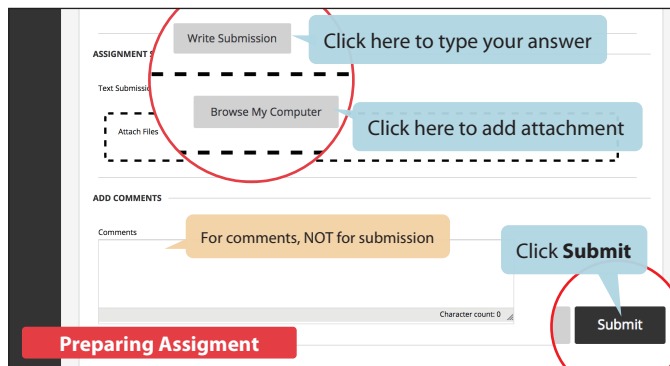 Write Submission
Click here to type your answer
ASSIGNMENT S
Text Submissio
Browse My Computer
Attach Files
Click here to add attachment
ADD COMMENTS
Comments
For comments, NOT for submission
Click Submit
Character count: 0
Submit
Preparing Assigment